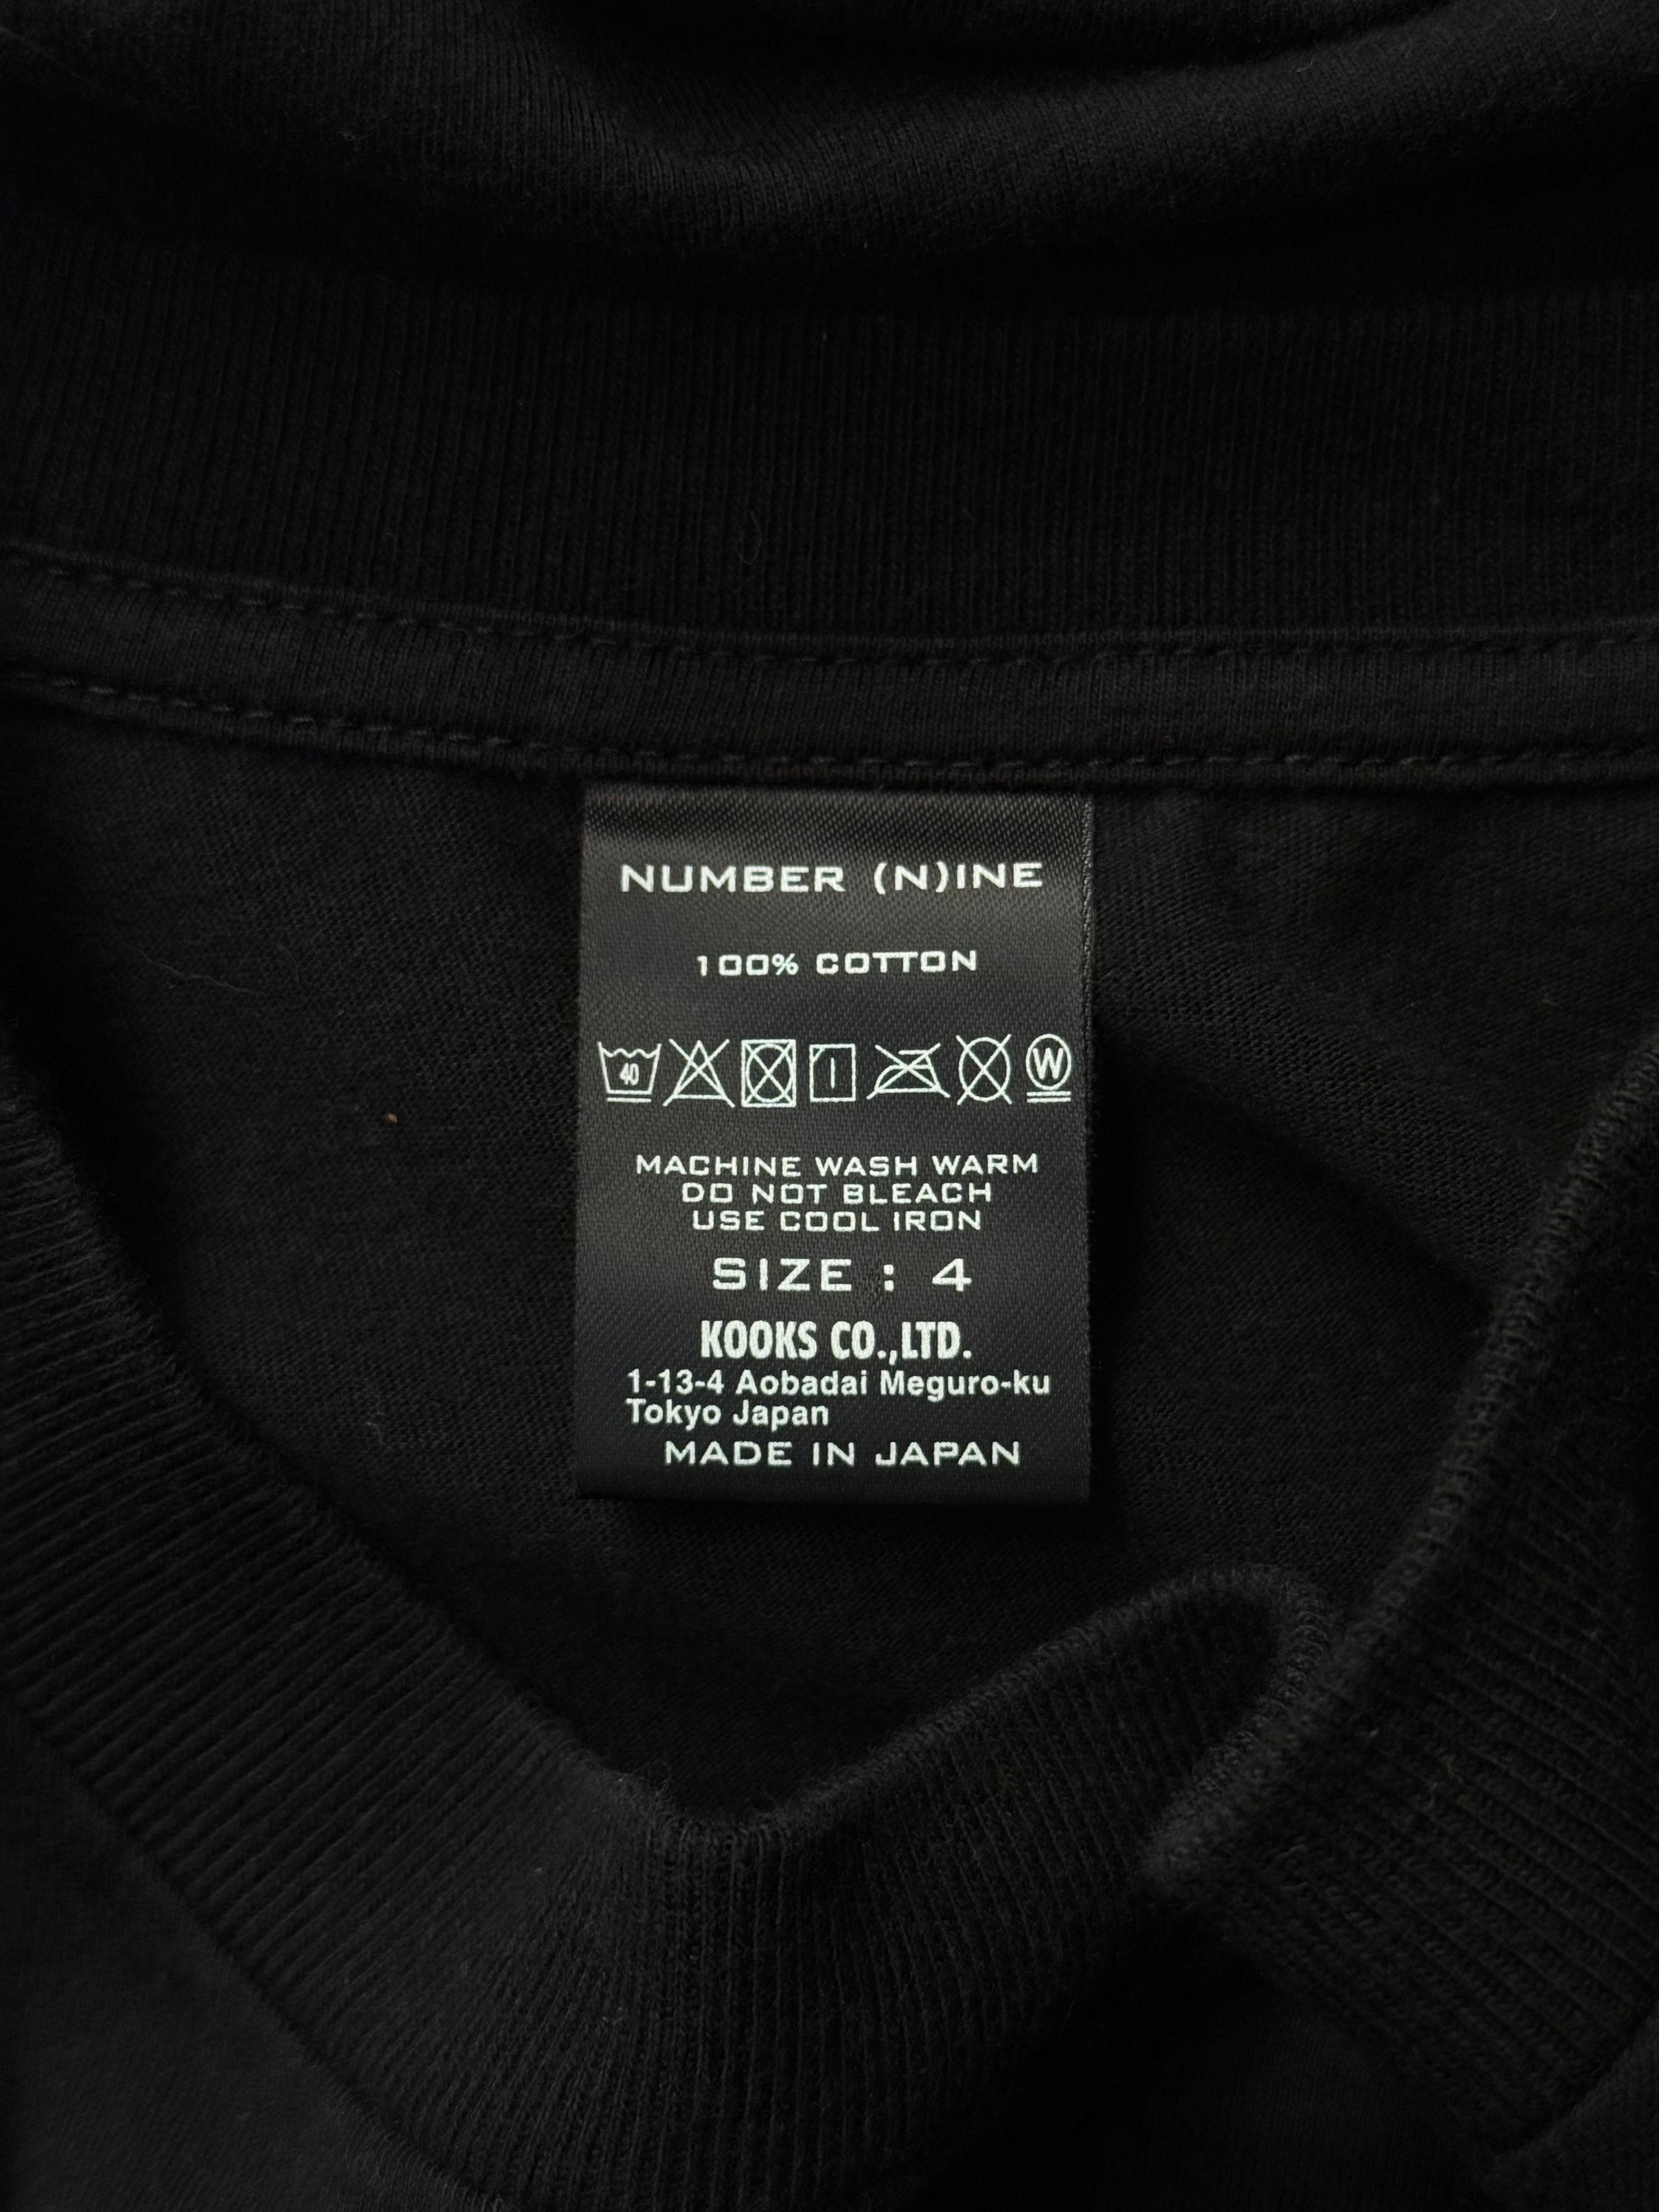 NUMBER (N)INE
100% COTTON
40 W
MACHINE WASH WARM
DO NOT BLEACH
USE COOL IRON
SIZE : 4
KOOKS CO.,LTD.
1-13-4 Aobadai Meguro-ku
Tokyo Japan
MADE IN JAPAN